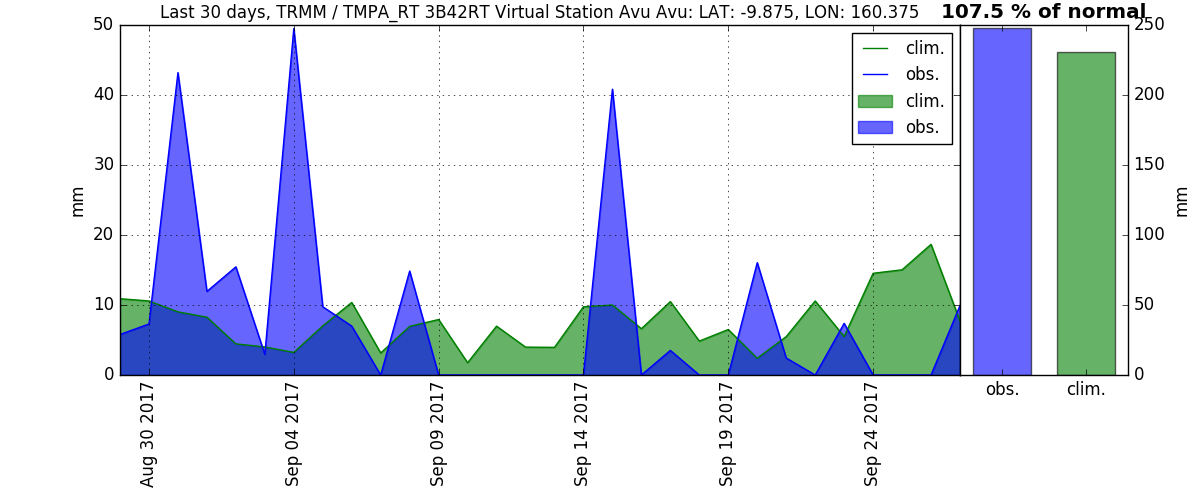 Last 30 days, TRMM / TMPA_RT 3B42RT Virtual Station Avu Avu: LAT: -9.875, LON: 160.375
107.5 % of normal
50
40
30
20
10
0
mm
clim.
obs.
clim.
obs.
250
200
150
100
50
0
mm
Aug 30 2017
Sep 04 2017
Sep 09 2017
Sep 14 2017
Sep 19 2017
Sep 24 2017
obs.
clim.